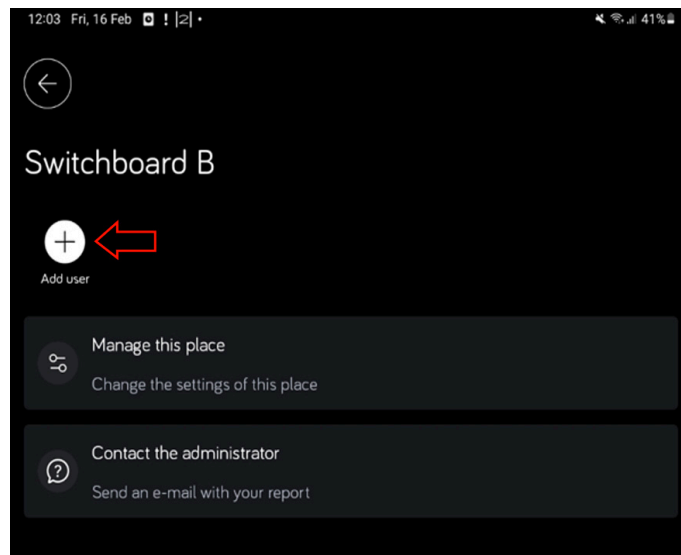 12:03 Fri, 16 Feb ! |2| • 41%
Switchboard B
Add user
Manage this place
Change the settings of this place
Contact the administrator
Send an e-mail with your report